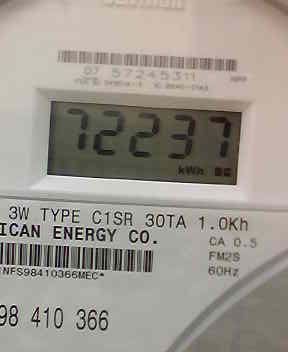 07 57245311
72237
kWh
3W TYPE C1SR 30TA 1.0Kh
ICAN ENERGY CO.
CA 0.5
FM2S
60Hz
NFS98410366MEC*
98 410 366